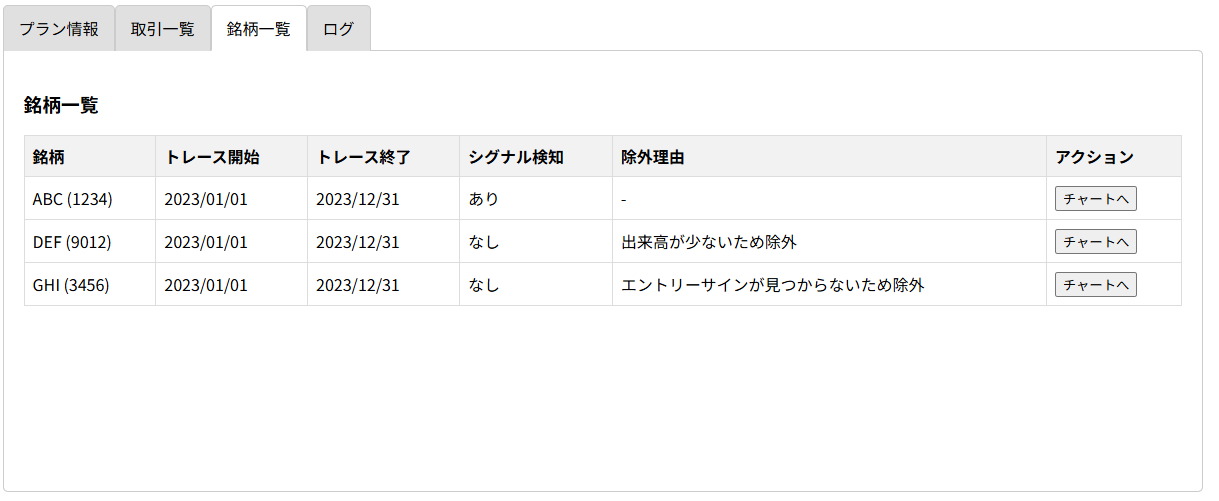 プラン情報 取引一覧 銘柄一覧 ログ
銘柄一覧
銘柄 トレース開始 トレース終了 シグナル検知 除外理由 アクション
ABC (1234) 2023/01/01 2023/12/31 あり - チャートへ
DEF (9012) 2023/01/01 2023/12/31 なし 出来高が少ないため除外 チャートへ
GHI (3456) 2023/01/01 2023/12/31 なし エントリーサインが見つからないため除外 チャートへ